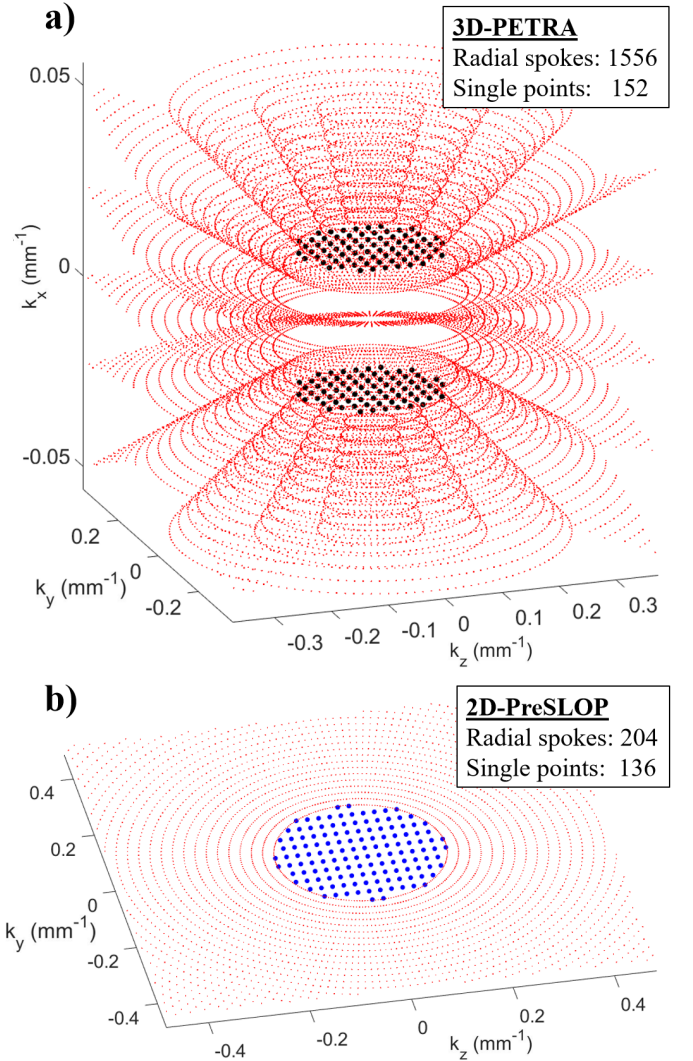 a)
3D-PETRA
Radial spokes: 1556
Single points: 152
0.05
0
-0.05
k_x (mm^-1)
0.2
0
-0.2
k_y (mm^-1)
-0.3
-0.2
-0.1
0
0.1
0.2
0.3
k_z (mm^-1)
b)
2D-PreSLOP
Radial spokes: 204
Single points: 136
0.4
0.2
0
-0.2
-0.4
k_y (mm^-1)
-0.4
-0.2
0
0.2
0.4
k_z (mm^-1)